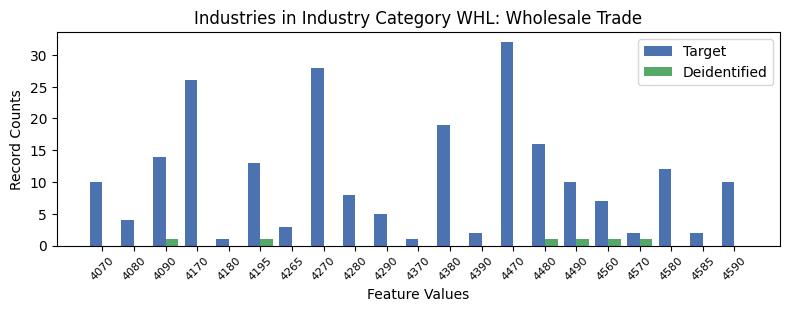 Industries in Industry Category WHL: Wholesale Trade
Target
Deidentified
Record Counts
30
25
20
15
10
5
0
4070 4080 4090 4170 4180 4195 4265 4270 4280 4290 4370 4380 4390 4470 4480 4490 4560 4570 4580 4585 4590
Feature Values